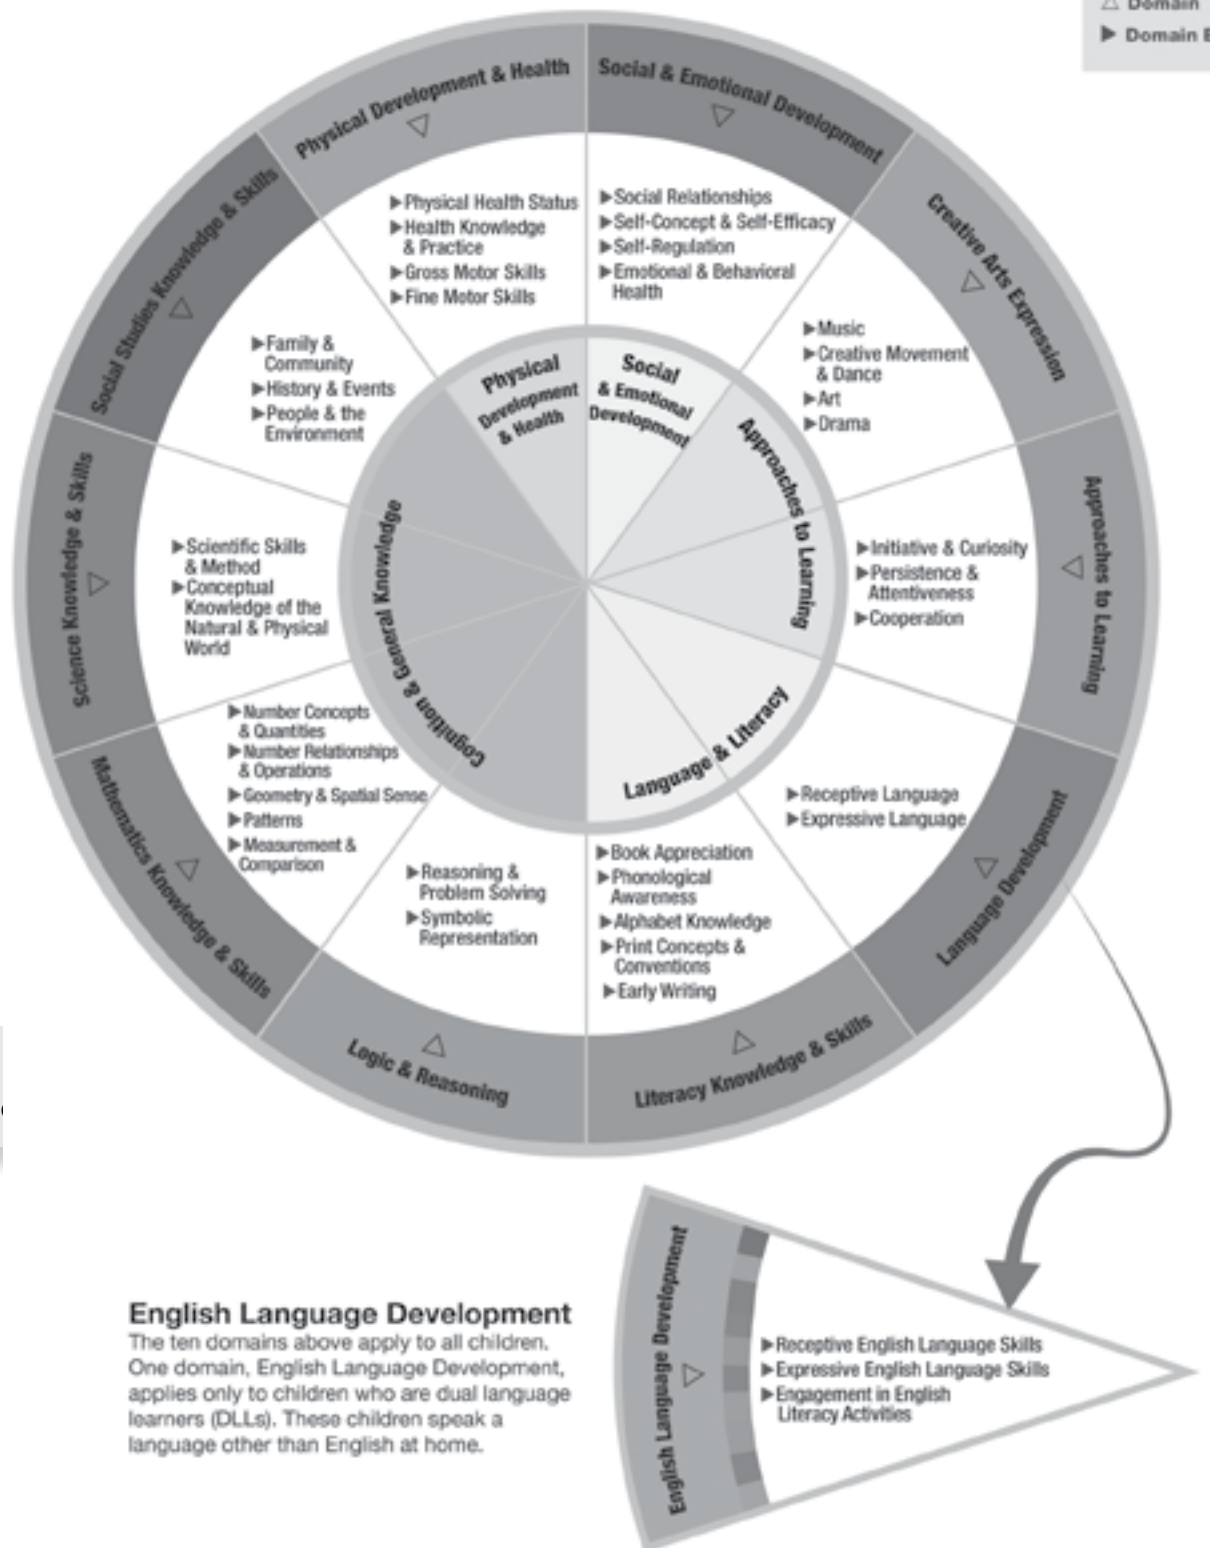 Domain
Domain
Physical Development & Health
▶Physical Health Status
▶Health Knowledge
& Practice
▶Gross Motor Skills
▶Fine Motor Skills
Social & Emotional Development
▶Social Relationships
▶Self-Concept & Self-Efficacy
▶Self-Regulation
▶Emotional & Behavioral
Health
Creative Arts Expression
▶Music
▶Creative Movement
& Dance
▶Art
▶Drama
Approaches to Learning
▶Initiative & Curiosity
▶Persistence &
Attentiveness
▶Cooperation
Language Development
▶Receptive Language
▶Expressive Language
Literacy Knowledge & Skills
▶Book Appreciation
▶Phonological
Awareness
▶Alphabet Knowledge
▶Print Concepts &
Conventions
▶Early Writing
Logic & Reasoning
▶Reasoning &
Problem Solving
▶Symbolic
Representation
Mathematics Knowledge & Skills
▶Number Concepts
& Quantities
▶Number Relationships
& Operations
▶Geometry & Spatial Sense
▶Patterns
▶Measurement &
Comparison
Science Knowledge & Skills
▶Scientific Skills
& Method
▶Conceptual
Knowledge of the
Natural & Physical
World
Social Studies Knowledge & Skills
▶Family &
Community
▶History & Events
▶People & the
Environment
Physical
Development
& Health
Social
& Emotional
Development
Approaches to Learning
Language & Literacy
Cognition & General Knowledge
English Language Development
The ten domains above apply to all children.
One domain, English Language Development,
applies only to children who are dual language
learners (DLLs). These children speak a
language other than English at home.
English Language Development
▶Receptive English Language Skills
▶Expressive English Language Skills
▶Engagement in English
Literacy Activities